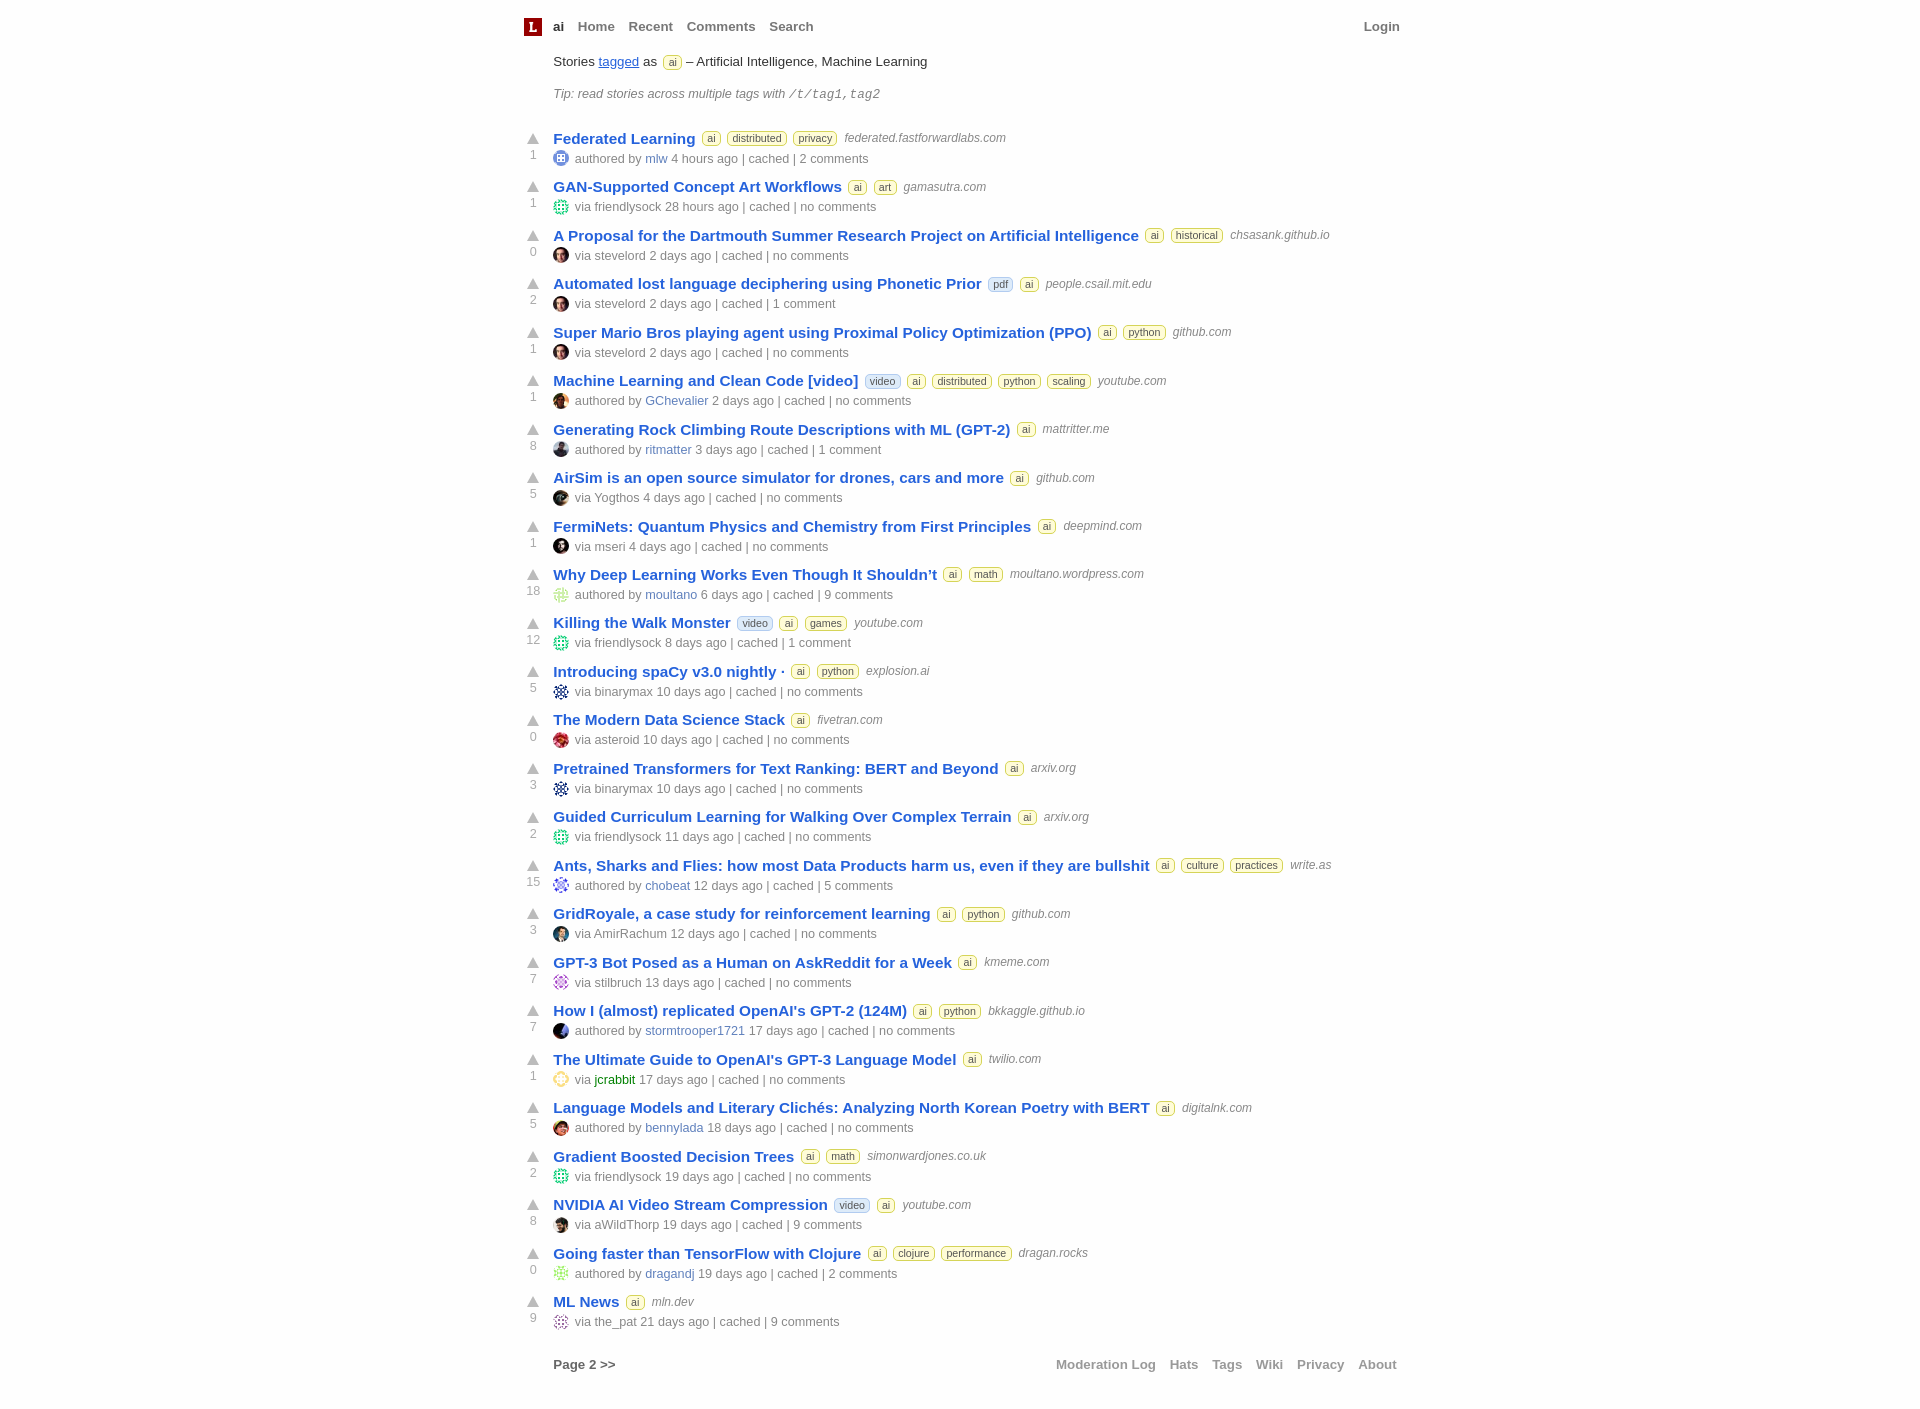 L ai Home Recent Comments Search Login
Stories tagged as ai – Artificial Intelligence, Machine Learning
Tip: read stories across multiple tags with /t/tag1,tag2
Federated Learning ai distributed privacy federated.fastforwardlabs.com
1 authored by mlw 4 hours ago | cached | 2 comments
GAN-Supported Concept Art Workflows ai art gamasutra.com
1 via friendlysock 28 hours ago | cached | no comments
A Proposal for the Dartmouth Summer Research Project on Artificial Intelligence ai historical chsasank.github.io
0 via stevelord 2 days ago | cached | no comments
Automated lost language deciphering using Phonetic Prior pdf ai people.csail.mit.edu
2 via stevelord 2 days ago | cached | 1 comment
Super Mario Bros playing agent using Proximal Policy Optimization (PPO) ai python github.com
1 via stevelord 2 days ago | cached | no comments
Machine Learning and Clean Code [video] video ai distributed python scaling youtube.com
1 authored by GChevalier 2 days ago | cached | no comments
Generating Rock Climbing Route Descriptions with ML (GPT-2) ai mattritter.me
8 authored by ritmatter 3 days ago | cached | 1 comment
AirSim is an open source simulator for drones, cars and more ai github.com
5 via Yogthos 4 days ago | cached | no comments
FermiNets: Quantum Physics and Chemistry from First Principles ai deepmind.com
1 via mseri 4 days ago | cached | no comments
Why Deep Learning Works Even Though It Shouldn’t ai math moultano.wordpress.com
18 authored by moultano 6 days ago | cached | 9 comments
Killing the Walk Monster video ai games youtube.com
12 via friendlysock 8 days ago | cached | 1 comment
Introducing spaCy v3.0 nightly · ai python explosion.ai
5 via binarymax 10 days ago | cached | no comments
The Modern Data Science Stack ai fivetran.com
0 via asteroid 10 days ago | cached | no comments
Pretrained Transformers for Text Ranking: BERT and Beyond ai arxiv.org
3 via binarymax 10 days ago | cached | no comments
Guided Curriculum Learning for Walking Over Complex Terrain ai arxiv.org
2 via friendlysock 11 days ago | cached | no comments
Ants, Sharks and Flies: how most Data Products harm us, even if they are bullshit ai culture practices write.as
15 authored by chobeat 12 days ago | cached | 5 comments
GridRoyale, a case study for reinforcement learning ai python github.com
3 via AmirRachum 12 days ago | cached | no comments
GPT-3 Bot Posed as a Human on AskReddit for a Week ai kmeme.com
7 via stilbruch 13 days ago | cached | no comments
How I (almost) replicated OpenAI's GPT-2 (124M) ai python bkkaggle.github.io
7 authored by stormtrooper1721 17 days ago | cached | no comments
The Ultimate Guide to OpenAI's GPT-3 Language Model ai twilio.com
1 via jcrabbit 17 days ago | cached | no comments
Language Models and Literary Clichés: Analyzing North Korean Poetry with BERT ai digitalnk.com
5 authored by bennylada 18 days ago | cached | no comments
Gradient Boosted Decision Trees ai math simonwardjones.co.uk
2 via friendlysock 19 days ago | cached | no comments
NVIDIA AI Video Stream Compression video ai youtube.com
8 via aWildThorp 19 days ago | cached | 9 comments
Going faster than TensorFlow with Clojure ai clojure performance dragan.rocks
0 authored by dragandj 19 days ago | cached | 2 comments
ML News ai mln.dev
9 via the_pat 21 days ago | cached | 9 comments
Page 2 >> Moderation Log Hats Tags Wiki Privacy About